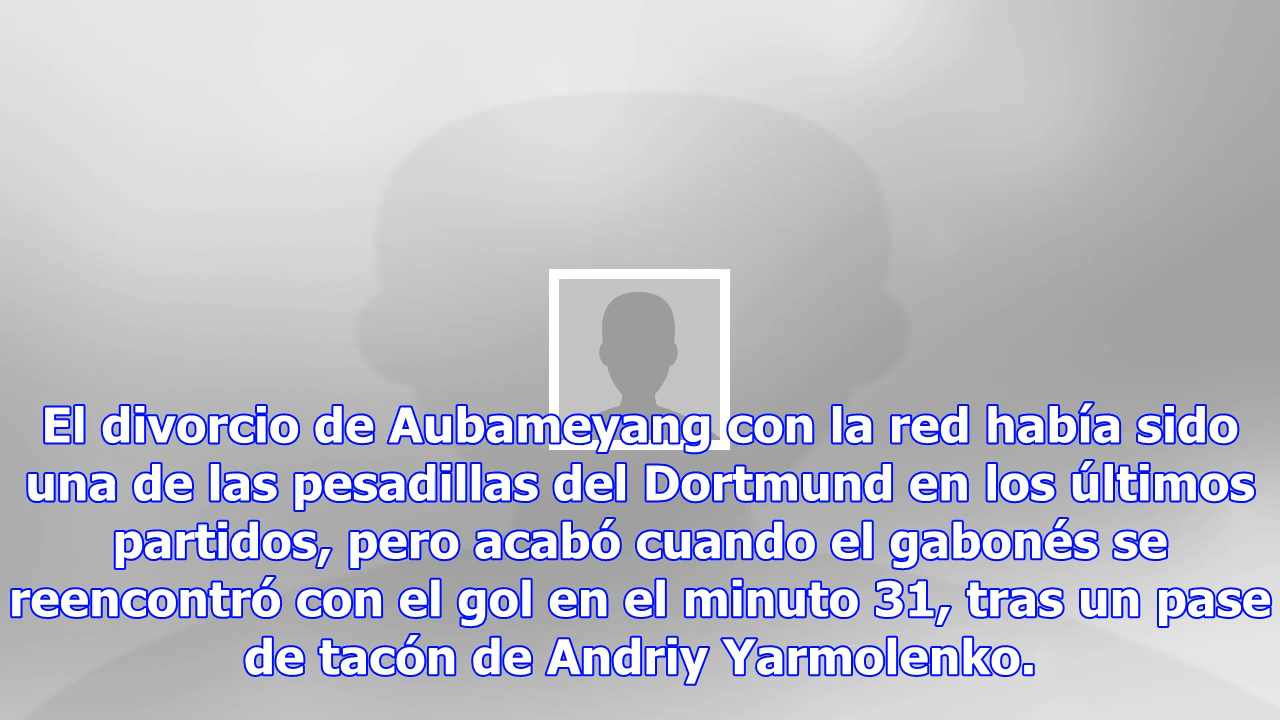 El divorcio de Aubameyang con la red había sido
una de las pesadillas del Dortmund en los últimos
partidos, pero acabó cuando el gabonés se
reencontró con el gol en el minuto 31, tras un pase
de tacón de Andriy Yarmolenko.